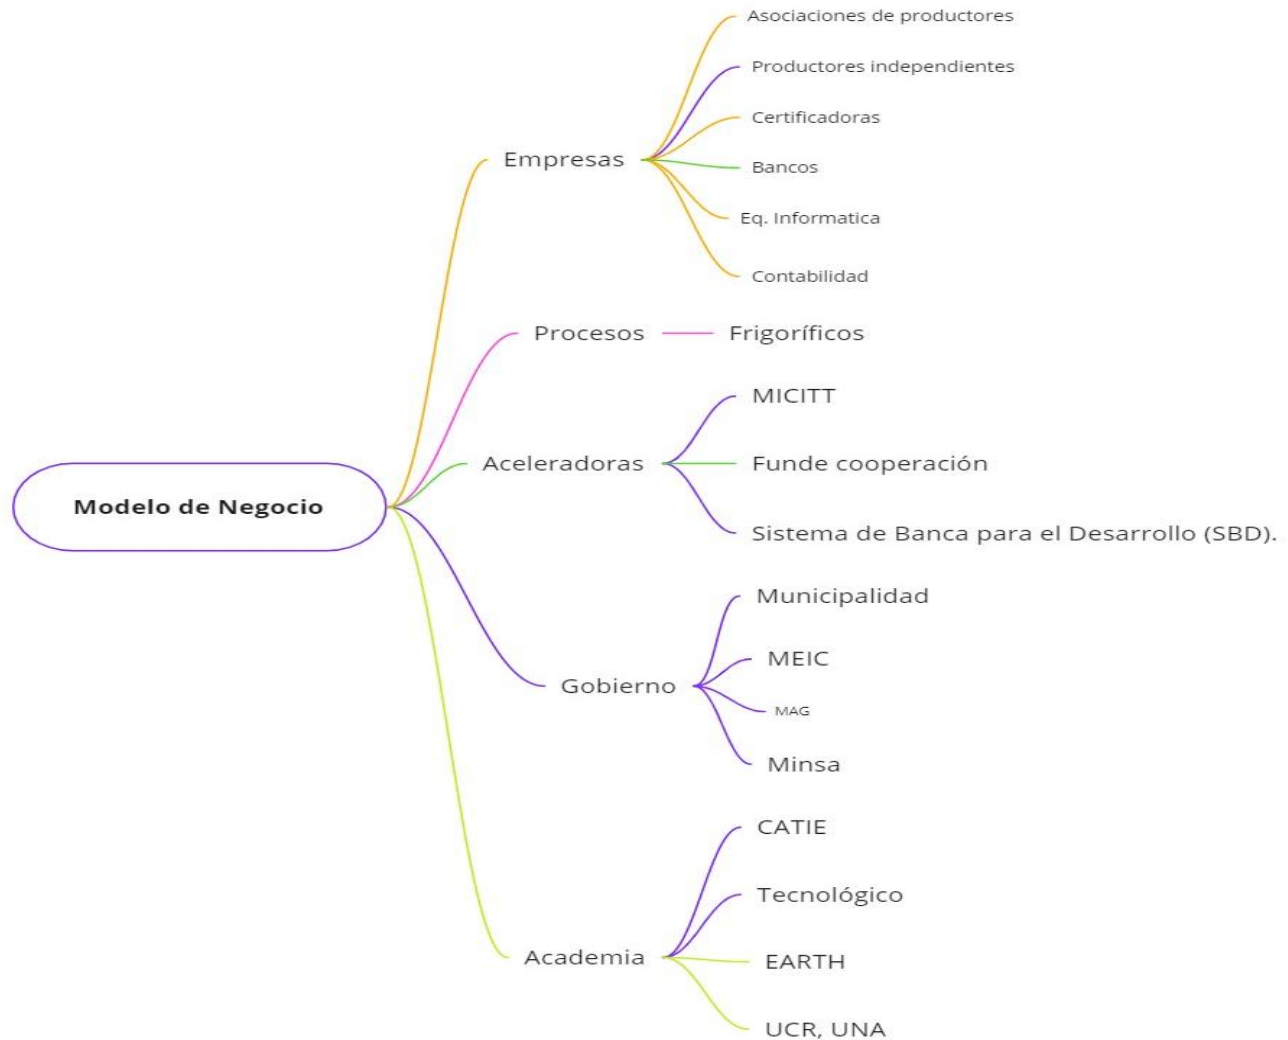 Modelo de Negocio
Empresas
Asociaciones de productores
Productores independientes
Certificadoras
Bancos
Eq. Informatica
Contabilidad
Procesos
Frigoríficos
Aceleradoras
MICITT
Funde cooperación
Sistema de Banca para el Desarrollo (SBD).
Gobierno
Municipalidad
MEIC
MAG
Minsa
Academia
CATIE
Tecnológico
EARTH
UCR, UNA